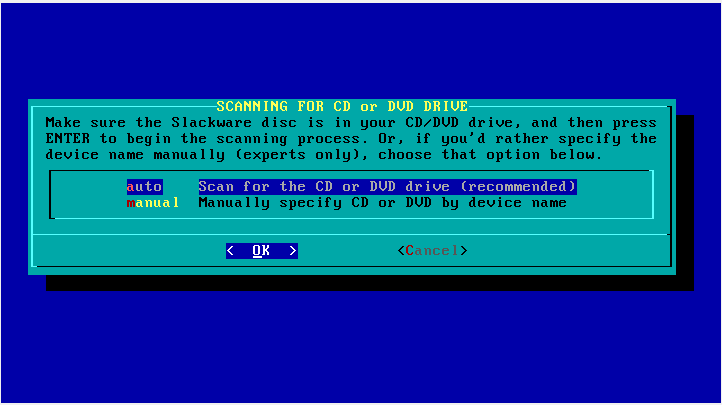 SCANNING FOR CD or DVD DRIVE
Make sure the Slackware disc is in your CD/DVD drive, and then press
ENTER to begin the scanning process. Or, if you'd rather specify the
device name manually (experts only), choose that option below.
auto Scan for the CD or DVD drive (recommended)
manual Manually specify CD or DVD by device name
< OK > <Cancel>